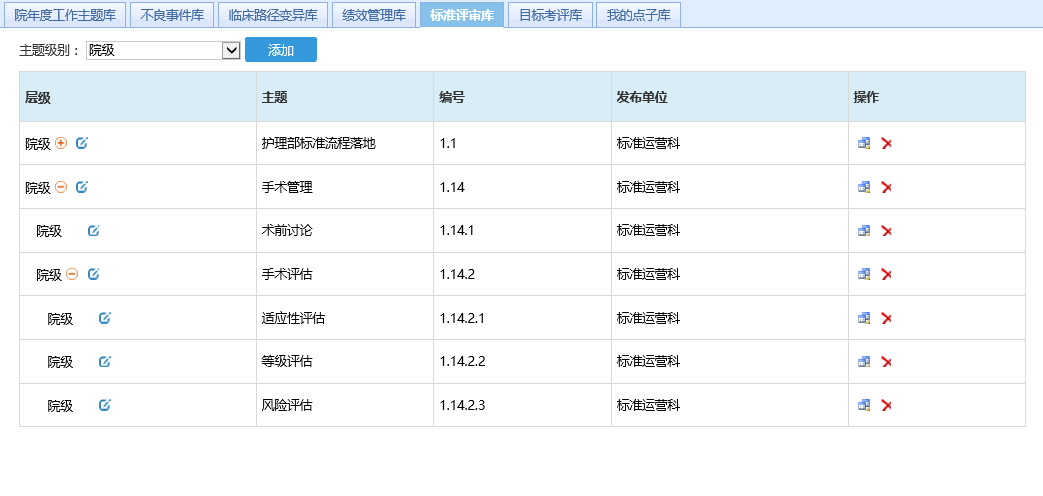 院年度工作主题库 不良事件库 临床路径变异库 绩效管理库 标准评审库 目标考评库 我的点子库
主题级别： 院级 添加
层级 主题 编号 发布单位 操作
院级 护理部标准流程落地 1.1 标准运营科
院级 手术管理 1.14 标准运营科
院级 术前讨论 1.14.1 标准运营科
院级 手术评估 1.14.2 标准运营科
院级 适应性评估 1.14.2.1 标准运营科
院级 等级评估 1.14.2.2 标准运营科
院级 风险评估 1.14.2.3 标准运营科